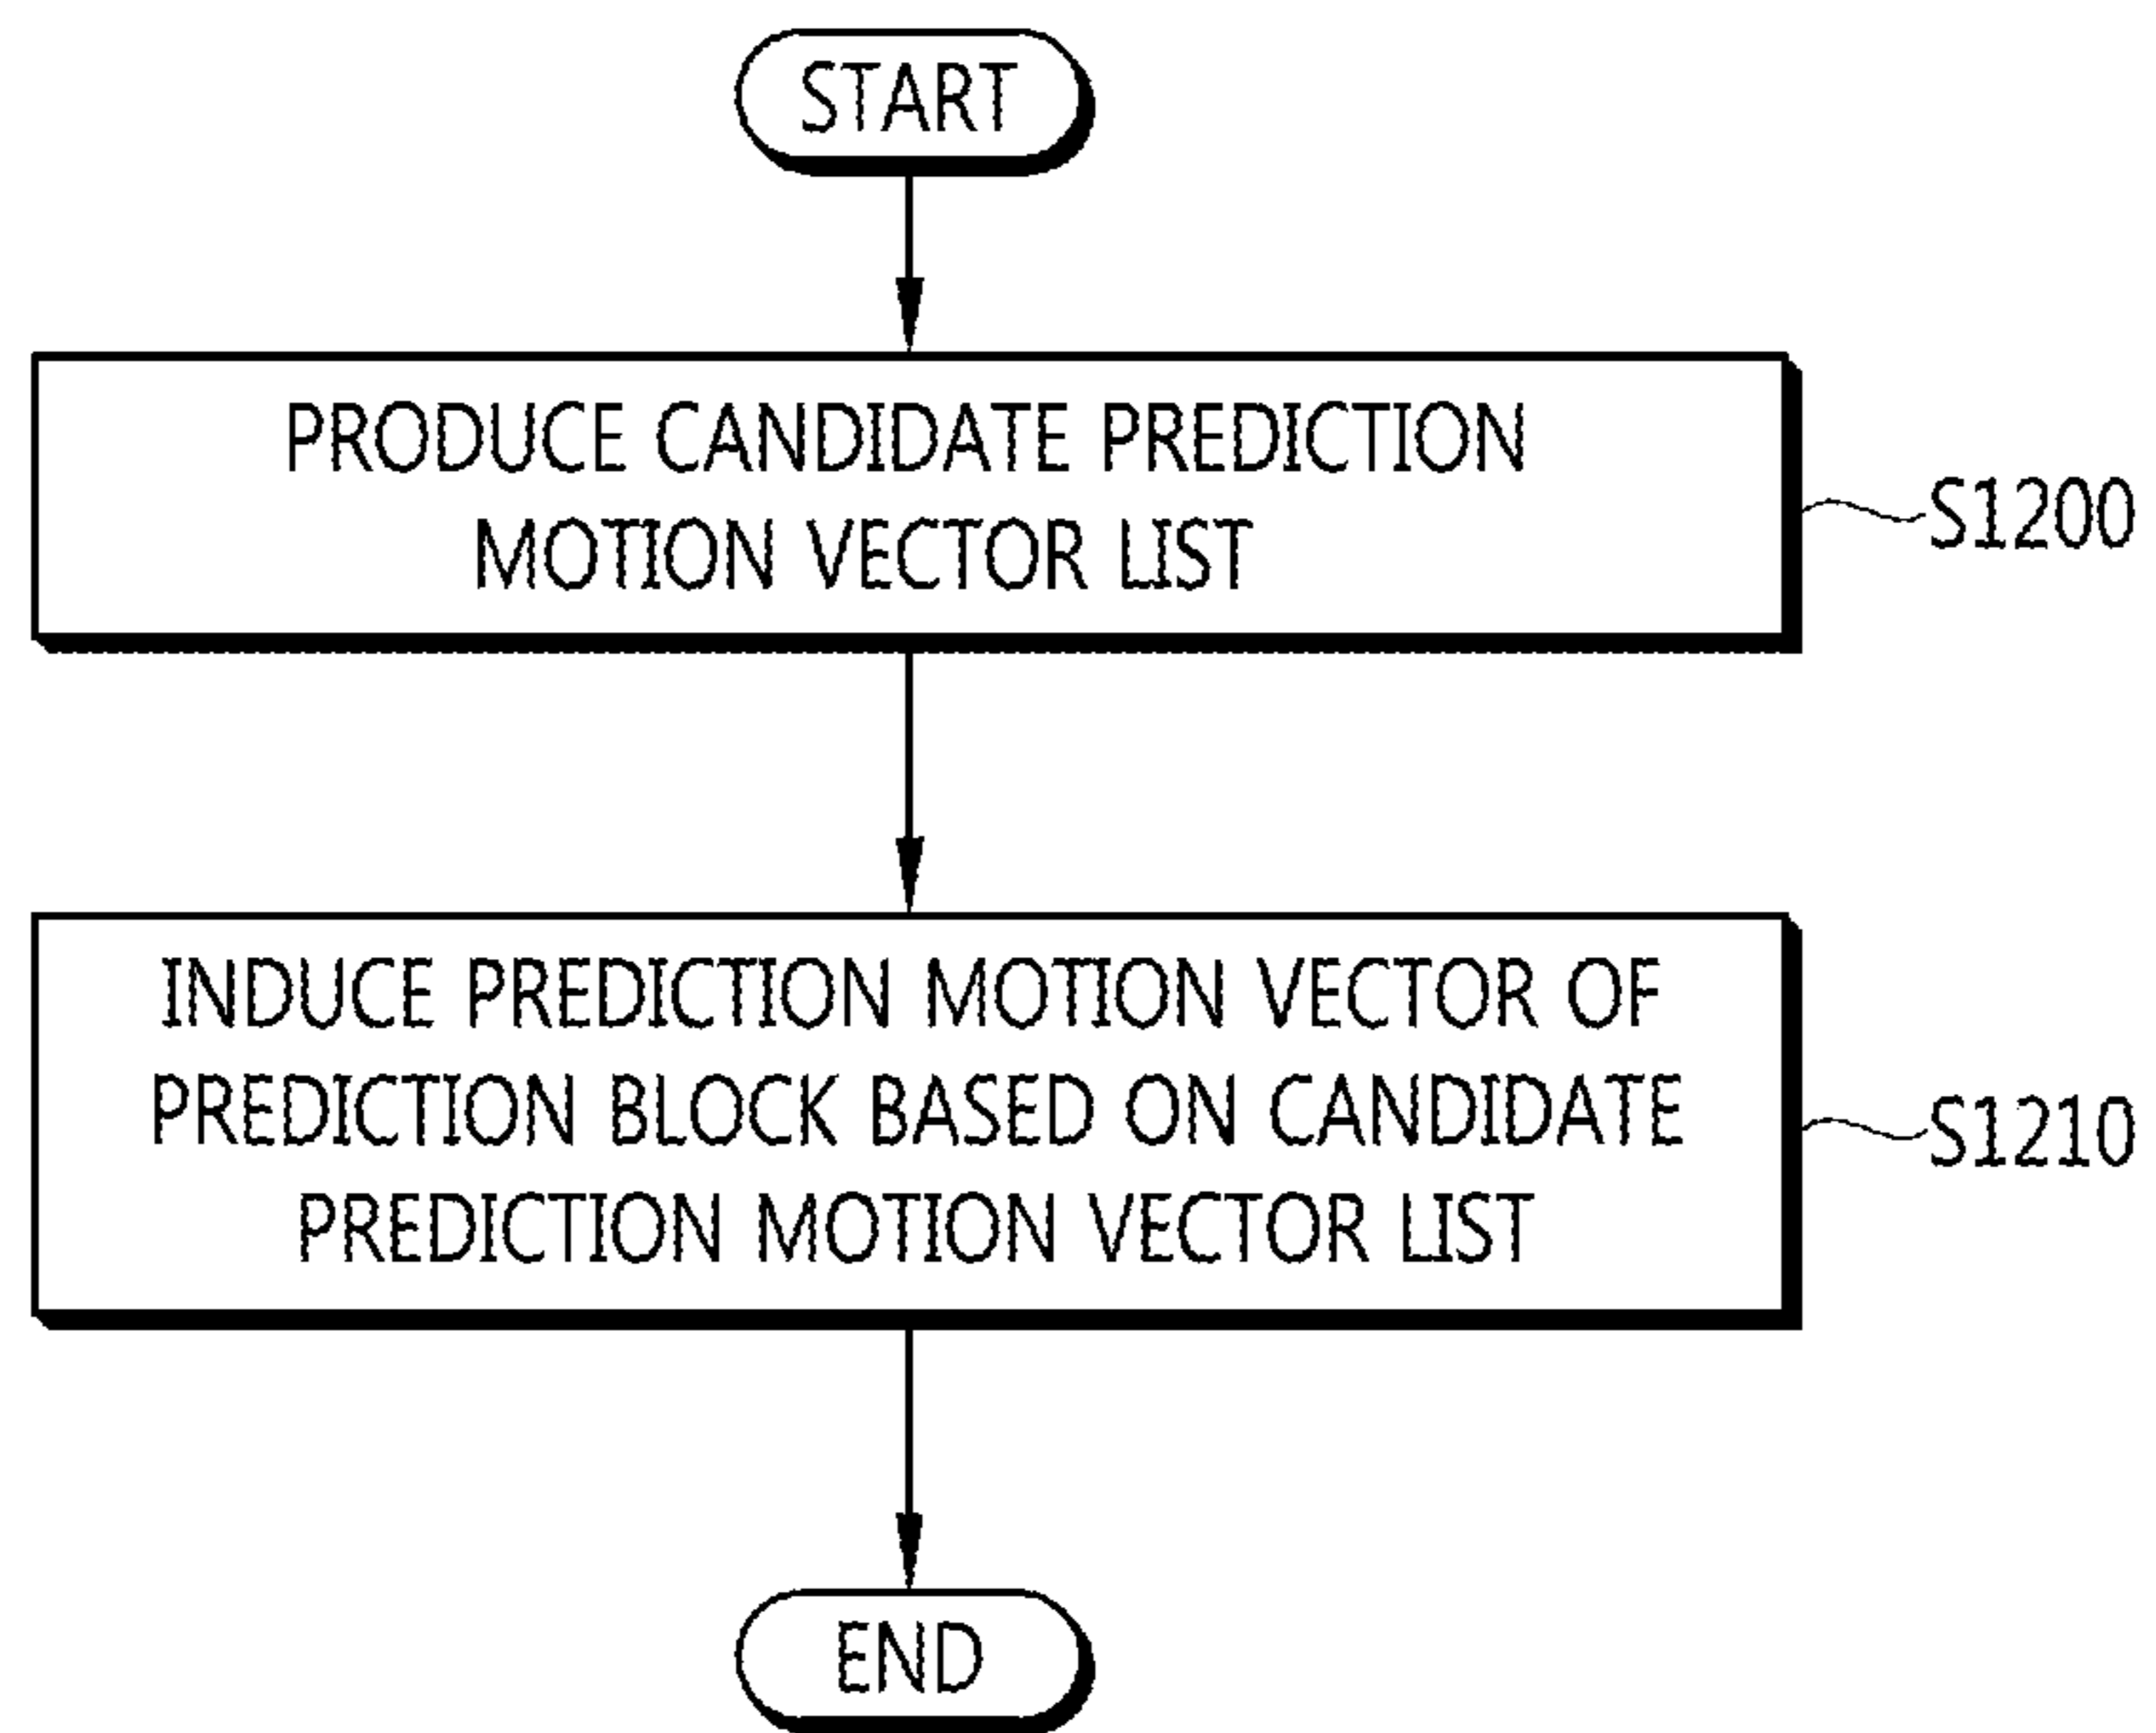 START
PRODUCE CANDIDATE PREDICTION
MOTION VECTOR LIST
S1200
INDUCE PREDICTION MOTION VECTOR OF
PREDICTION BLOCK BASED ON CANDIDATE
PREDICTION MOTION VECTOR LIST
S1210
END